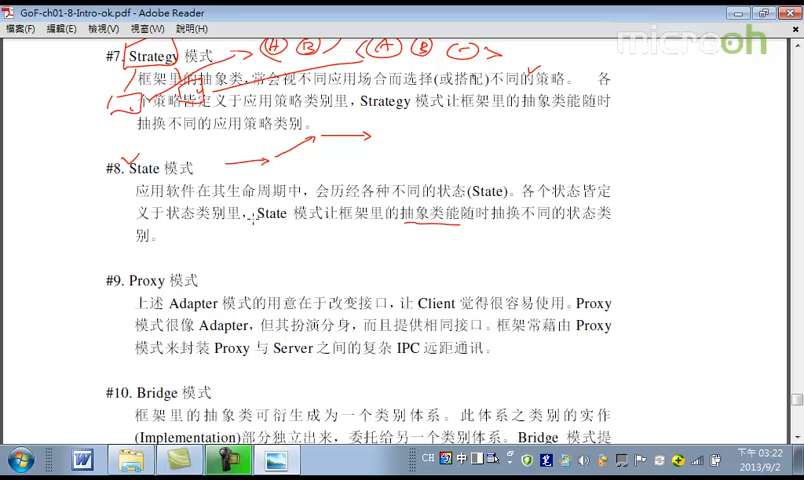 GoF-ch01-8-Intro-ok.pdf - Adobe Reader
檔案(F) 編輯(E) 檢視(V) 視窗(W) 說明(H)
microoh
#7. Strategy 模式
框架里的抽象类，常会视不同应用场合而选择(或搭配)不同的策略。 各
个策略皆定义于应用策略类别里，Strategy 模式让框架里的抽象类能随时
抽换不同的应用策略类别。
#8. State 模式
应用软件在其生命周期中，会历经各种不同的状态(State)。各个状态皆定
义于状态类别里，State 模式让框架里的抽象类能随时抽换不同的状态类
别。
#9. Proxy 模式
上述 Adapter 模式的用意在于改变接口，让 Client 觉得很容易使用。Proxy
模式很像 Adapter，但其扮演分身，而且提供相同接口。框架常藉由 Proxy
模式来封装 Proxy 与 Server 之间的复杂 IPC 远距通讯。
#10. Bridge 模式
框架里的抽象类可衍生成为一个类别体系。此体系之类别的实作
(Implementation)部分独立出来，委托给另一个类别体系。Bridge 模式提
CH 中
下午 03:22
2013/9/2